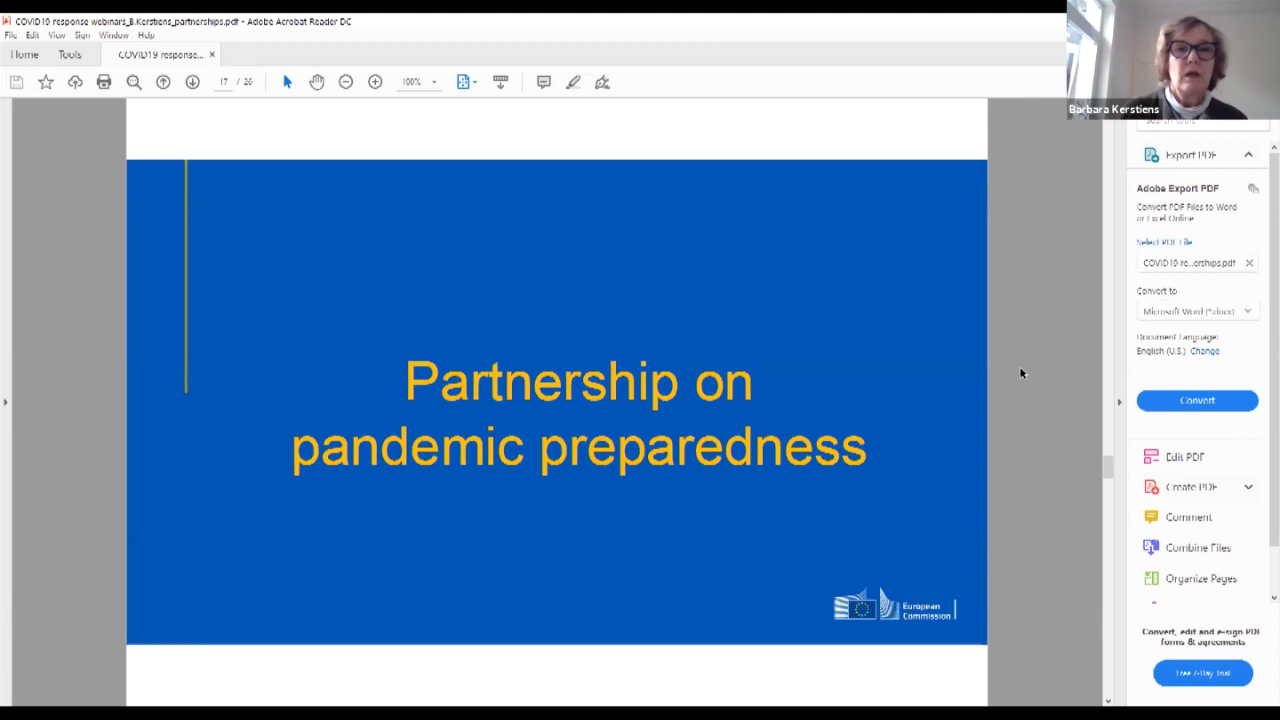 COVID19 response webinars_B.Kerstiens_partnerships.pdf - Adobe Acrobat Reader DC
File Edit View Sign Window Help
Home Tools COVID19 response... ×
17 / 26 100%
Barbara Kerstiens
Export PDF
Adobe Export PDF
Convert PDF Files to Word
or Excel Online
Select PDF File
COVID19 re...erships.pdf ×
Convert to
Microsoft Word (*.docx)
Document Language:
English (U.S.) Change
Convert
Partnership on
pandemic preparedness
Edit PDF
Create PDF
Comment
Combine Files
Organize Pages
European
Commission
Convert, edit and e-sign PDF
forms & agreements
Free 7-Day Trial